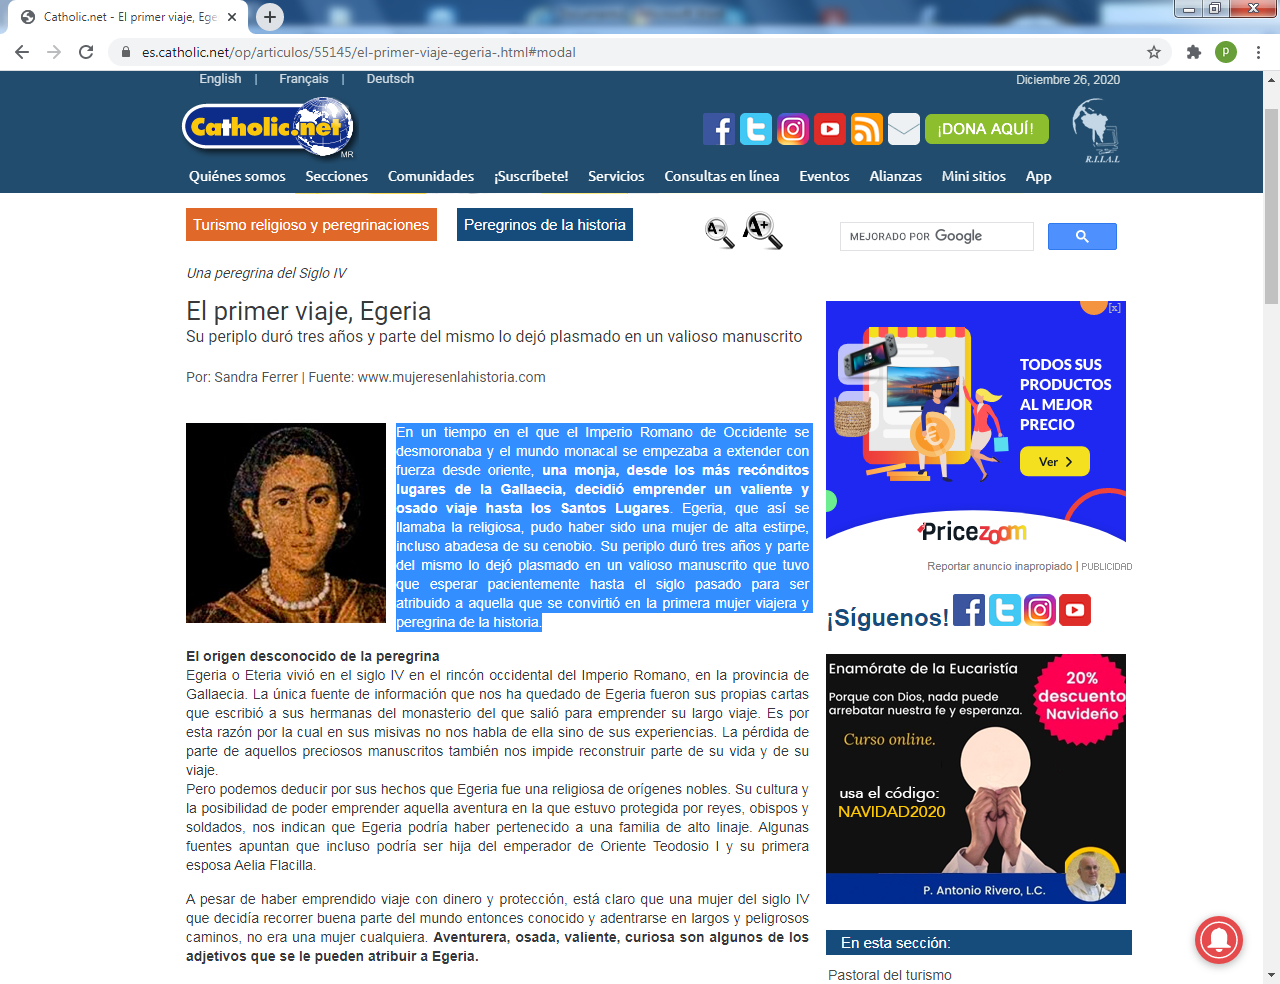 Catholic.net - El primer viaje, Ege
es.catholic.net/op/articulos/55145/el-primer-viaje-egeria-.html#modal
P
English | Français | Deutsch
Diciembre 26, 2020
Catholic.net
MR
¡DONA AQUÍ!
R.I.I.A.L
Quiénes somos Secciones Comunidades ¡Suscríbete! Servicios Consultas en línea Eventos Alianzas Mini sitios App
Turismo religioso y peregrinaciones
Peregrinos de la historia
A-
A+
MEJORADO POR Google
Una peregrina del Siglo IV
El primer viaje, Egeria
Su periplo duró tres años y parte del mismo lo dejó plasmado en un valioso manuscrito
Por: Sandra Ferrer | Fuente: www.mujeresenlahistoria.com
En un tiempo en el que el Imperio Romano de Occidente se
desmoronaba y el mundo monacal se empezaba a extender con
fuerza desde oriente, una monja, desde los más recónditos
lugares de la Gallaecia, decidió emprender un valiente y
osado viaje hasta los Santos Lugares. Egeria, que así se
llamaba la religiosa, pudo haber sido una mujer de alta estirpe,
incluso abadesa de su cenobio. Su periplo duró tres años y parte
del mismo lo dejó plasmado en un valioso manuscrito que tuvo
que esperar pacientemente hasta el siglo pasado para ser
atribuido a aquella que se convirtió en la primera mujer viajera y
peregrina de la historia.
El origen desconocido de la peregrina
Egeria o Eteria vivió en el siglo IV en el rincón occidental del Imperio Romano, en la provincia de
Gallaecia. La única fuente de información que nos ha quedado de Egeria fueron sus propias cartas
que escribió a sus hermanas del monasterio del que salió para emprender su largo viaje. Es por
esta razón por la cual en sus misivas no nos habla de ella sino de sus experiencias. La pérdida de
parte de aquellos preciosos manuscritos también nos impide reconstruir parte de su vida y de su
viaje.
Pero podemos deducir por sus hechos que Egeria fue una religiosa de orígenes nobles. Su cultura y
la posibilidad de poder emprender aquella aventura en la que estuvo protegida por reyes, obispos y
soldados, nos indican que Egeria podría haber pertenecido a una familia de alto linaje. Algunas
fuentes apuntan que incluso podría ser hija del emperador de Oriente Teodosio I y su primera
esposa Aelia Flacilla.
A pesar de haber emprendido viaje con dinero y protección, está claro que una mujer del siglo IV
que decidía recorrer buena parte del mundo entonces conocido y adentrarse en largos y peligrosos
caminos, no era una mujer cualquiera. Aventurera, osada, valiente, curiosa son algunos de los
adjetivos que se le pueden atribuir a Egeria.
[x]
TODOS SUS
PRODUCTOS
AL MEJOR
PRECIO
Ver
Pricezoom
Reportar anuncio inapropiado | PUBLICIDAD
¡Síguenos!
Enamórate de la Eucaristía
Porque con Dios, nada puede
arrebatar nuestra fe y esperanza.
20%
descuento
Navideño
Curso online.
usa el código:
NAVIDAD2020
P. Antonio Rivero, L.C.
En esta sección:
Pastoral del turismo